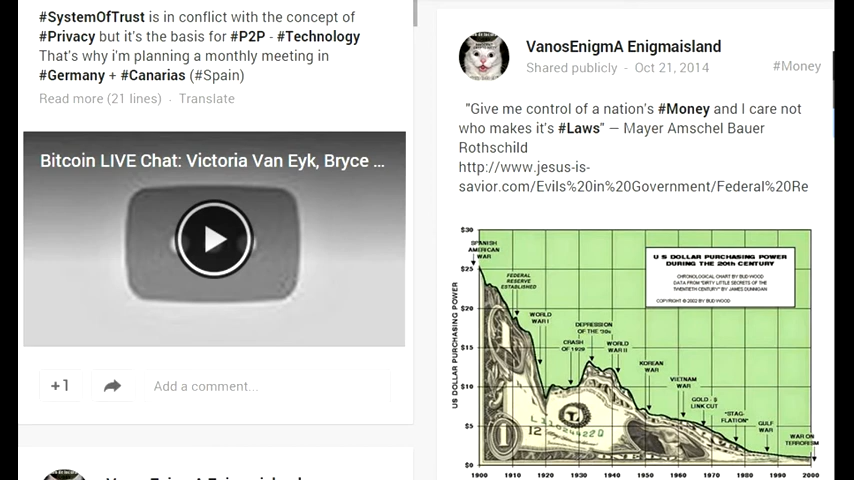 #SystemOfTrust is in conflict with the concept of
#Privacy but it's the basis for #P2P - #Technology
That's why i'm planning a monthly meeting in
#Germany + #Canarias (#Spain)
Read more (21 lines) · Translate
Bitcoin LIVE Chat: Victoria Van Eyk, Bryce ...
+1
Add a comment...
VanosEnigmA Enigmaisland
Shared publicly - Oct 21, 2014
#Money
"Give me control of a nation's #Money and I care not
who makes it's #Laws" — Mayer Amschel Bauer
Rothschild
http://www.jesus-is-
savior.com/Evils%20in%20Government/Federal%20Re
U S DOLLAR PURCHASING POWER
DURING THE 20th CENTURY
CHRONOLOGICAL CHART BY BUD WOOD
DATA FROM "DIRTY LITTLE SECRETS OF THE
TWENTIETH CENTURY" BY JAMES DUNNIGAN
COPYRIGHT © 2002 BY BUD WOOD
US DOLLAR PURCHASING POWER
$30
$25
$20
$15
$10
$5
$0
SPANISH
AMERICAN
WAR
FEDERAL
RESERVE
ESTABLISHED
WORLD
WAR I
CRASH
OF 1929
DEPRESSION
OF THE '30s
WORLD
WAR II
KOREAN
WAR
VIETNAM
WAR
GOLD - $
LINK CUT
"STAG-
FLATION"
GULF
WAR
WAR ON
TERRORISM
1
12
1
1900 1910 1920 1930 1940 1950 1960 1970 1980 1990 2000